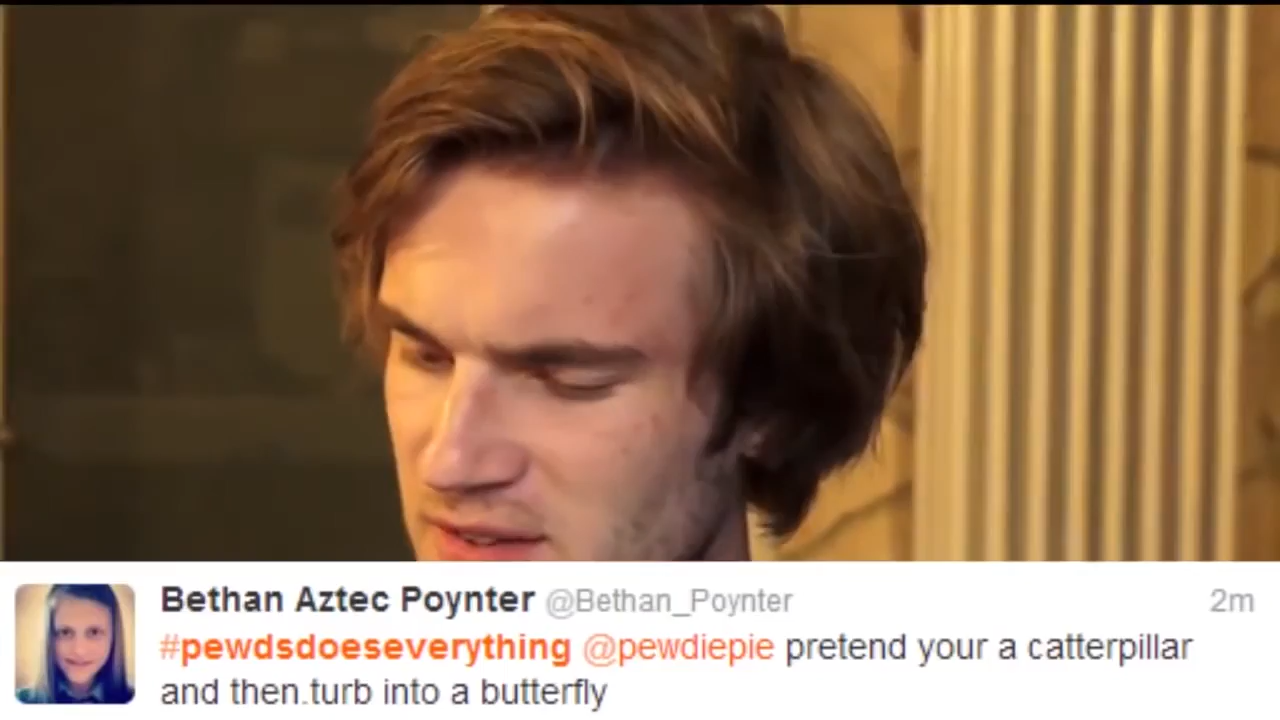 Bethan Aztec Poynter @Bethan_Poynter 2m
#pewdsdoeseverything @pewdiepie pretend your a catterpillar
and then.turb into a butterfly